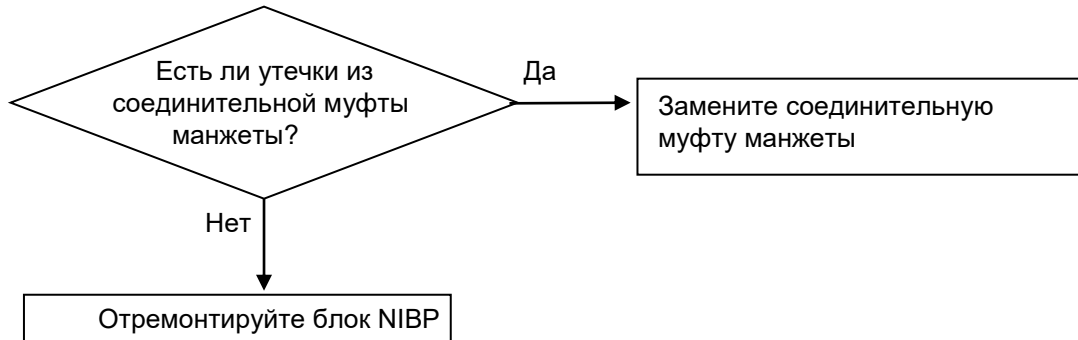 Есть ли утечки из
соединительной муфты
манжеты?
Да
Замените соединительную
муфту манжеты
Нет
Отремонтируйте блок NIBP